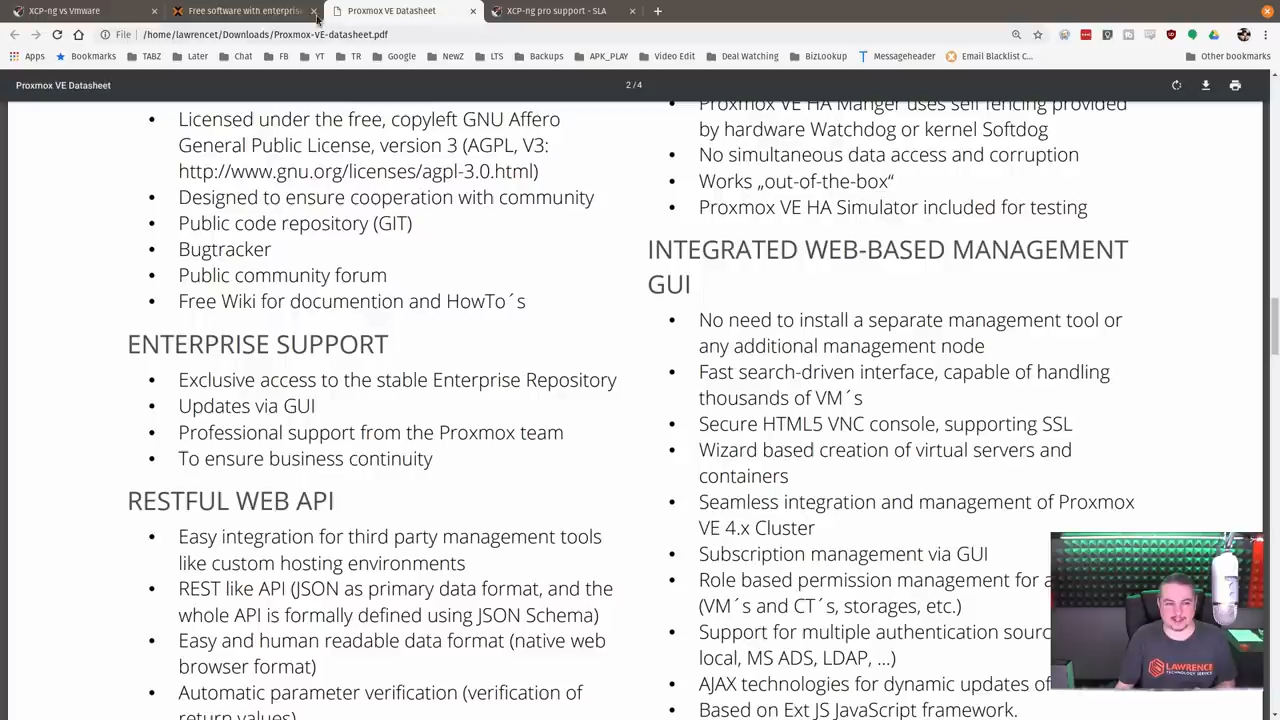 XCP-ng vs Vmware
Free software with enterprise
Proxmox VE Datasheet
XCP-ng pro support - SLA
File
/home/lawrencet/Downloads/Proxmox-VE-datasheet.pdf
Apps
Bookmarks
TABZ
Later
Chat
FB
YT
TR
Google
NewZ
LTS
Backups
APK_PLAY
Video Edit
Deal Watching
BizLookup
Messageheader
Email Blacklist C...
Other bookmarks
Proxmox VE Datasheet
2 / 4
• Licensed under the free, copyleft GNU Affero
General Public License, version 3 (AGPL, V3:
http://www.gnu.org/licenses/agpl-3.0.html)
• Designed to ensure cooperation with community
• Public code repository (GIT)
• Bugtracker
• Public community forum
• Free Wiki for documention and HowTo´s
ENTERPRISE SUPPORT
• Exclusive access to the stable Enterprise Repository
• Updates via GUI
• Professional support from the Proxmox team
• To ensure business continuity
RESTFUL WEB API
• Easy integration for third party management tools
like custom hosting environments
• REST like API (JSON as primary data format, and the
whole API is formally defined using JSON Schema)
• Easy and human readable data format (native web
browser format)
• Automatic parameter verification (verification of
return values)
• Proxmox VE HA Manger uses self fencing provided
by hardware Watchdog or kernel Softdog
• No simultaneous data access and corruption
• Works „out-of-the-box“
• Proxmox VE HA Simulator included for testing
INTEGRATED WEB-BASED MANAGEMENT
GUI
• No need to install a separate management tool or
any additional management node
• Fast search-driven interface, capable of handling
thousands of VM´s
• Secure HTML5 VNC console, supporting SSL
• Wizard based creation of virtual servers and
containers
• Seamless integration and management of Proxmox
VE 4.x Cluster
• Subscription management via GUI
• Role based permission management for a
(VM´s and CT´s, storages, etc.)
• Support for multiple authentication sourc
local, MS ADS, LDAP, ...)
• AJAX technologies for dynamic updates of
• Based on Ext JS JavaScript framework.
LAWRENCE
TECHNOLOGY SERVICES